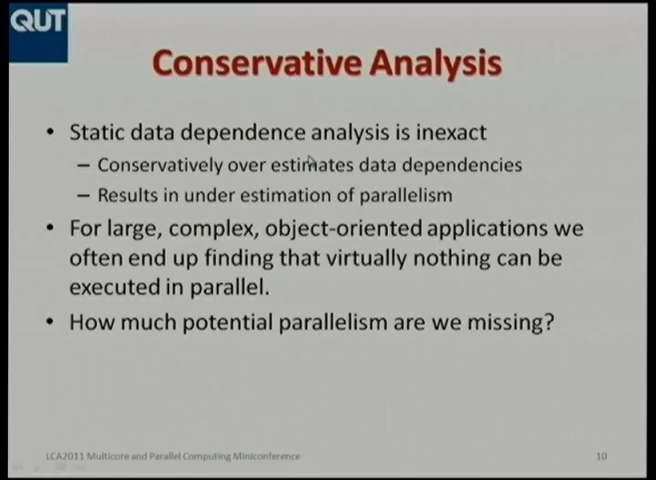 QUT
Conservative Analysis
• Static data dependence analysis is inexact
– Conservatively over estimates data dependencies
– Results in under estimation of parallelism
• For large, complex, object-oriented applications we
often end up finding that virtually nothing can be
executed in parallel.
• How much potential parallelism are we missing?
LCA2011 Multicore and Parallel Computing Miniconference
10